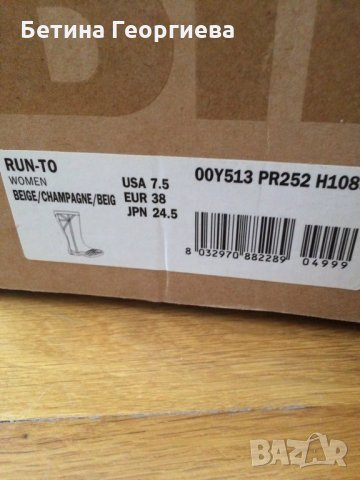 Бетина Георгиева
RUN-TO
WOMEN
BEIGE/CHAMPAGNE/BEIG
USA 7.5
EUR 38
JPN 24.5
00Y513 PR252 H108
8 032970 882289
04999
BAZAR